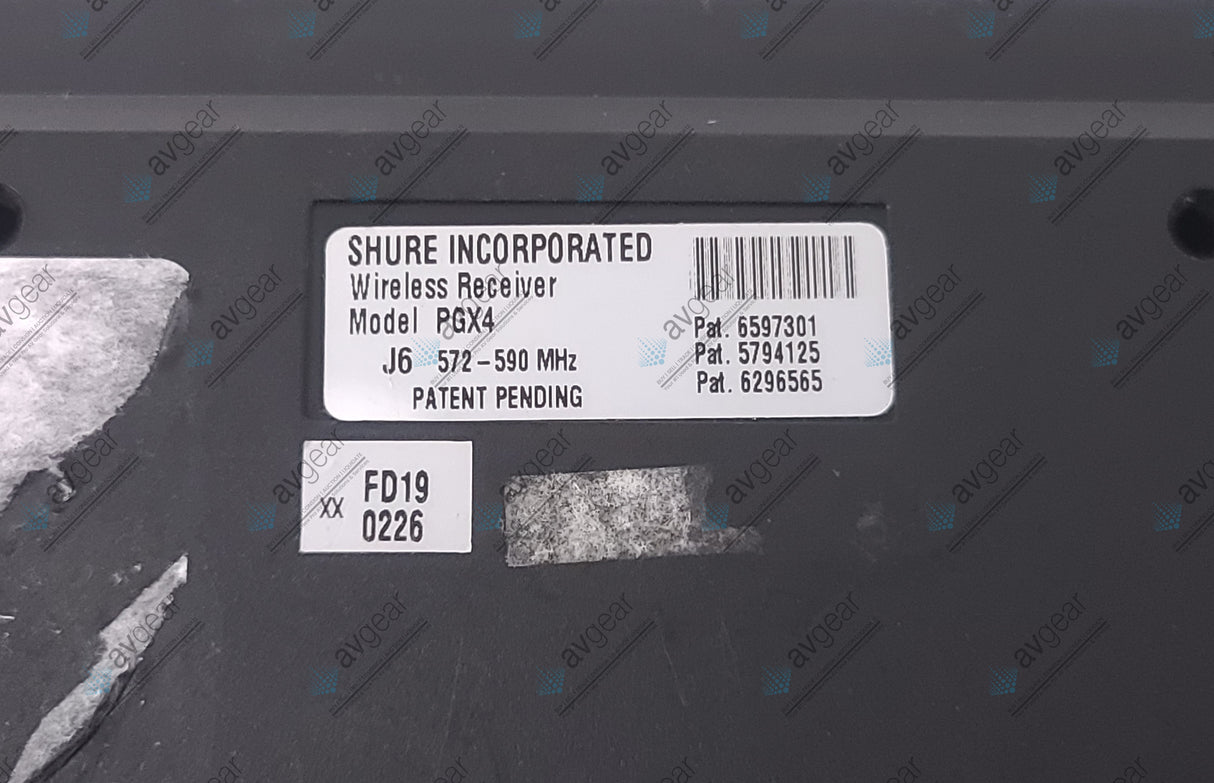 SHURE INCORPORATED
Wireless Receiver
Model PGX4
J6 572-590 MHz
PATENT PENDING
Pat. 6597301
Pat. 5794125
Pat. 6296565
XX FD19
0226
avgear